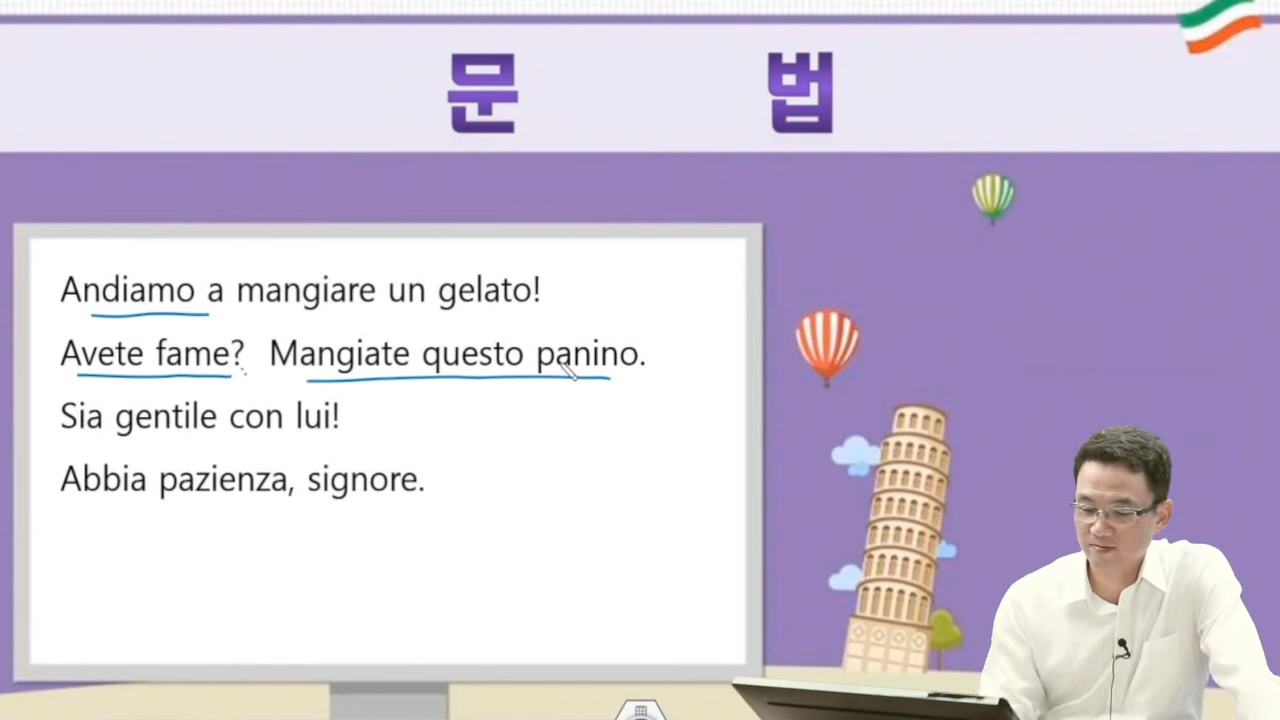 문 법
Andiamo a mangiare un gelato!
Avete fame? Mangiate questo panino.
Sia gentile con lui!
Abbia pazienza, signore.